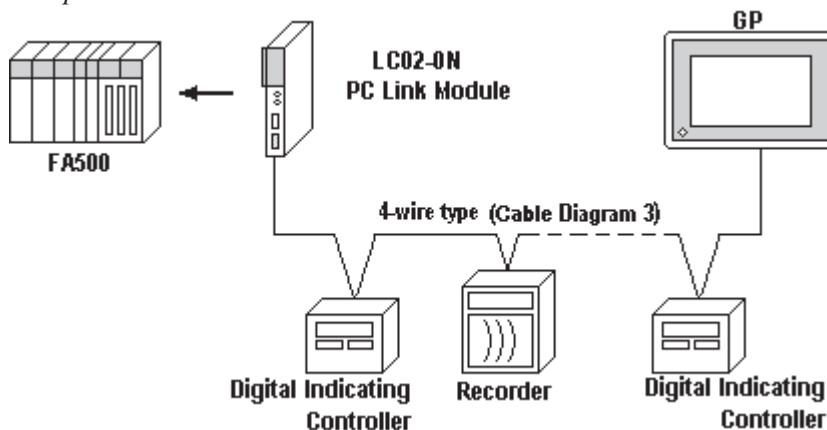 GP
LC02-0N
PC Link Module
FA500
4-wire type (Cable Diagram 3)
Digital Indicating
Controller
Recorder
Digital Indicating
Controller